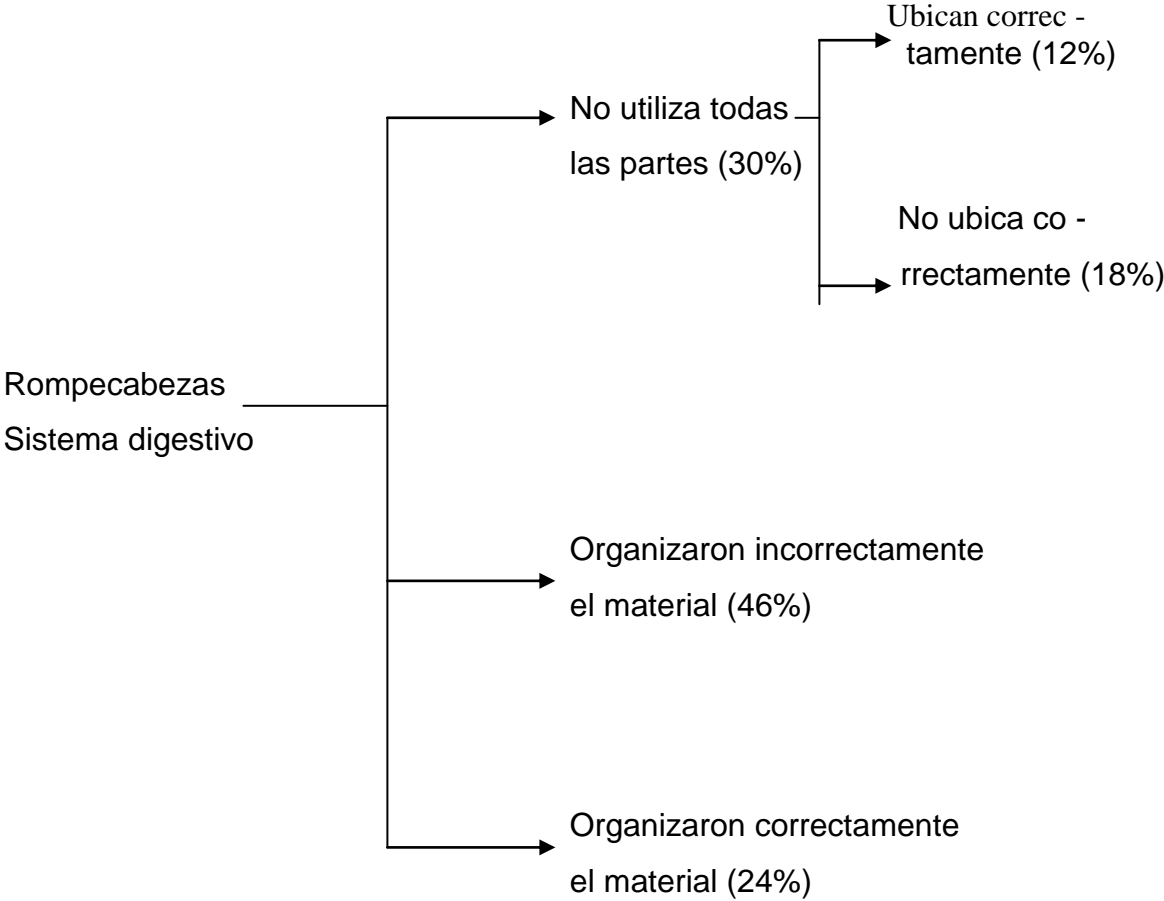 Ubican correc -
tamente (12%)
No utiliza todas
las partes (30%)
No ubica co -
rrectamente (18%)
Rompecabezas
Sistema digestivo
Organizaron incorrectamente
el material (46%)
Organizaron correctamente
el material (24%)